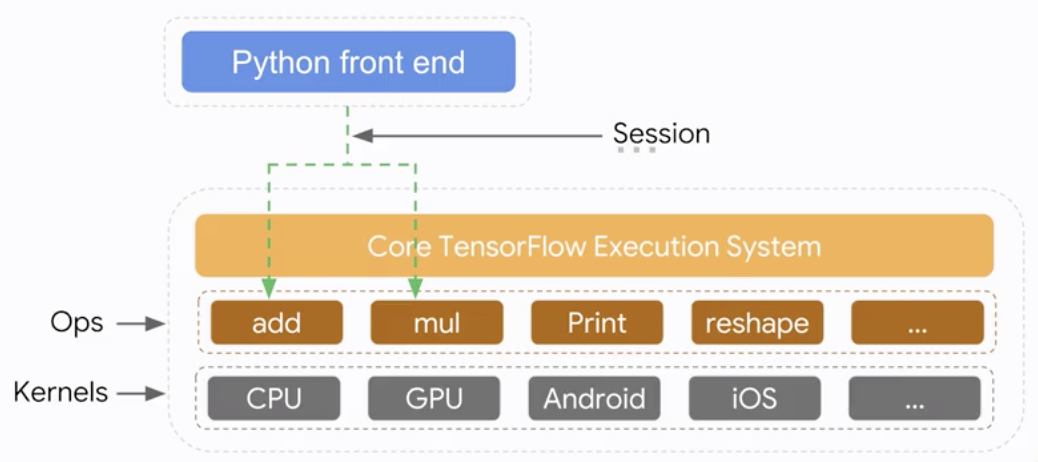 Python front end
Session
Core TensorFlow Execution System
Ops
add
mul
Print
reshape
...
Kernels
CPU
GPU
Android
iOS
...